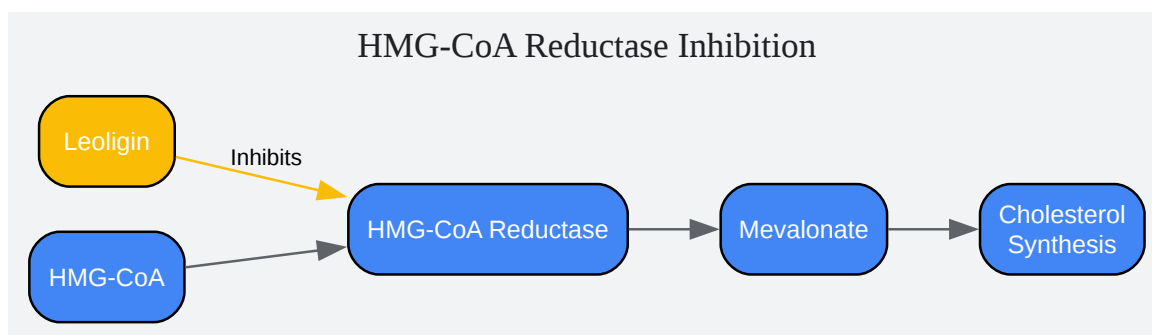 HMG-CoA Reductase Inhibition
Leoligin
Inhibits
HMG-CoA
HMG-CoA Reductase
Mevalonate
Cholesterol
Synthesis